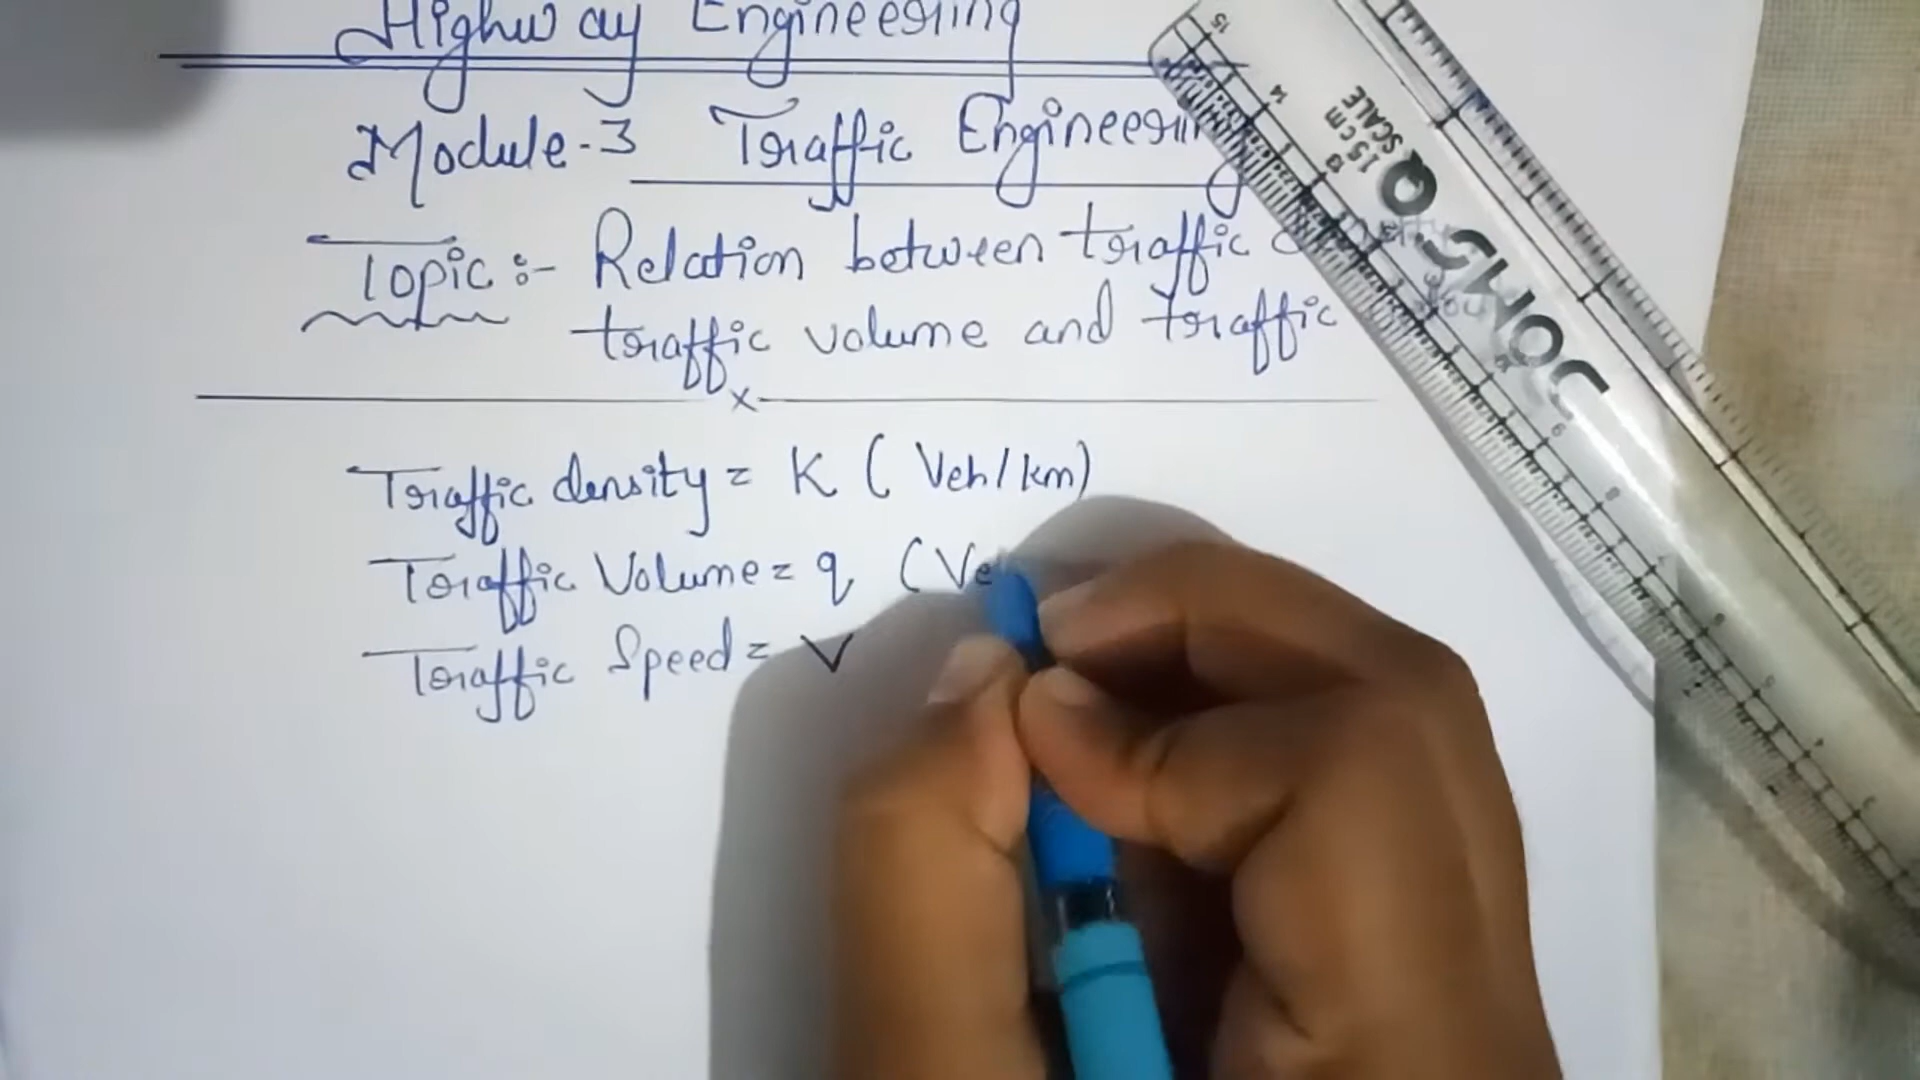 Highway Engineering
Module-3 Traffic Engineering
Topic :- Relation between traffic
traffic volume and traffic
x
Traffic density = K ( Veh/km)
Traffic Volume = q (Veh
Traffic Speed = V
15 cm
SCALE